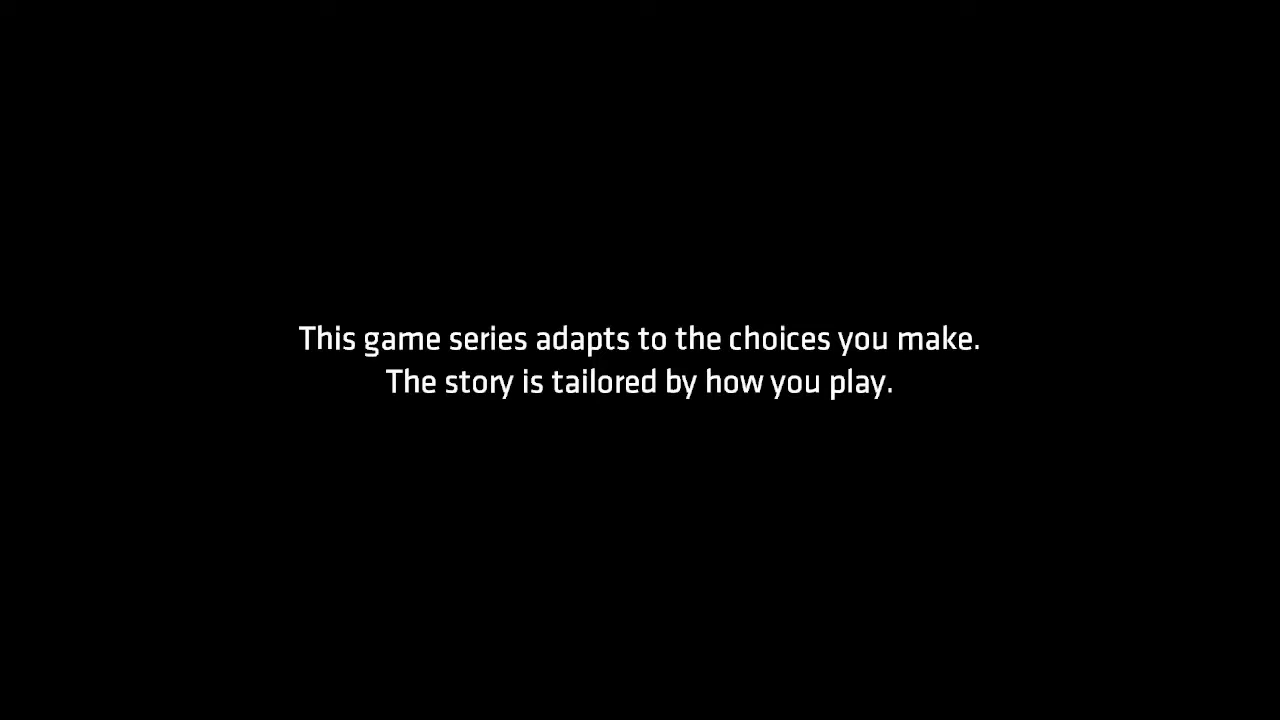 This game series adapts to the choices you make.
The story is tailored by how you play.